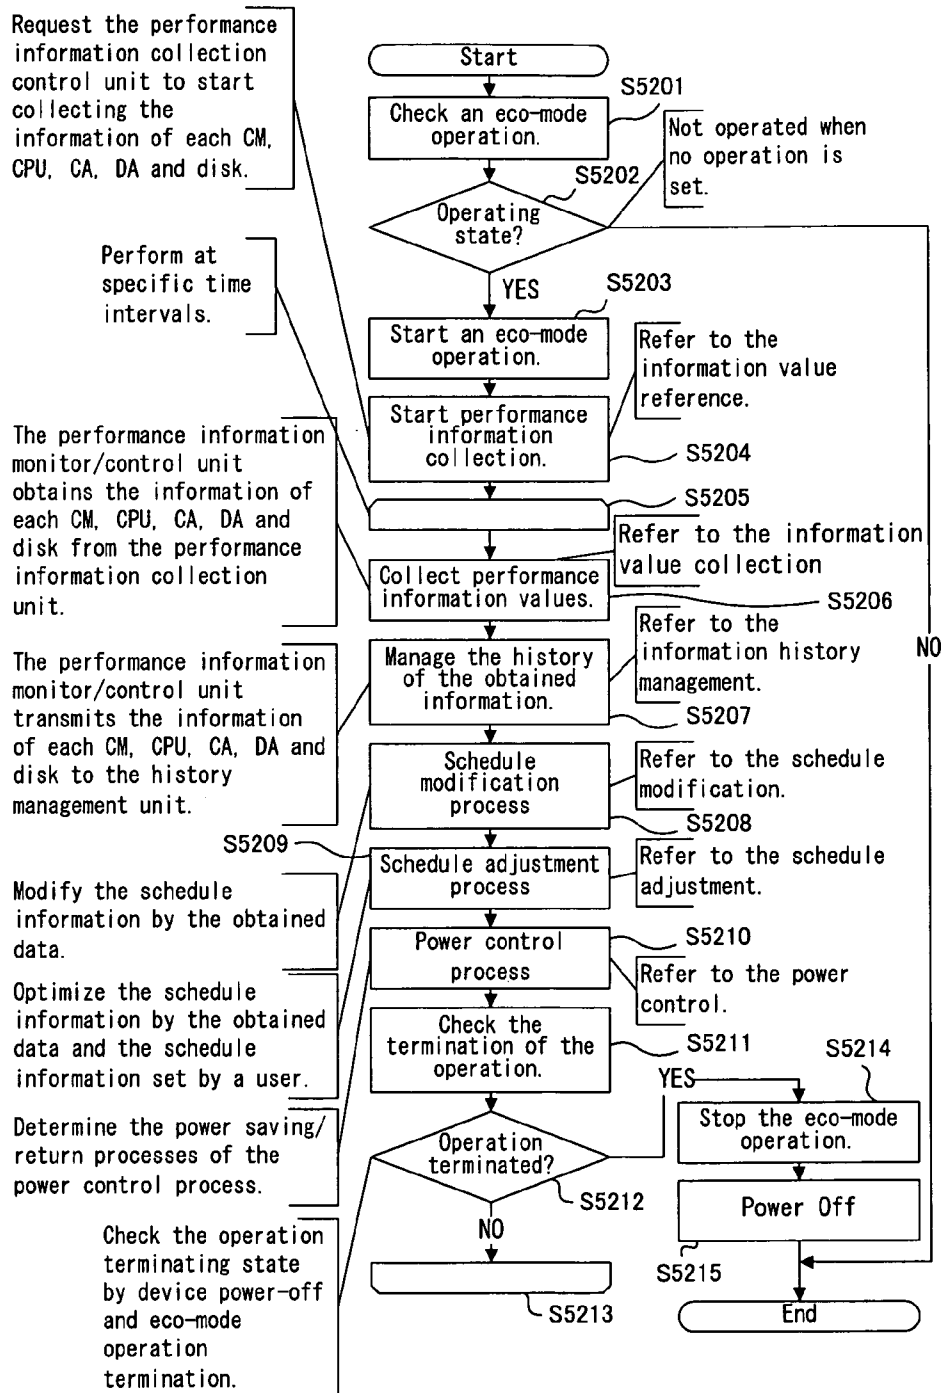 Request the performance
information collection
control unit to start
collecting the
information of each CM,
CPU, CA, DA and disk.
Start
S5201
Check an eco-mode
operation.
Not operated when
no operation is
set.
S5202
Operating
state?
Perform at
specific time
intervals.
YES
S5203
Start an eco-mode
operation.
Refer to the
information value
reference.
Start performance
information
collection.
S5204
The performance information
monitor/control unit
obtains the information of
each CM, CPU, CA, DA and
disk from the performance
information collection
unit.
S5205
Refer to the information
value collection
Collect performance
information values.
S5206
Refer to the
information history
management.
NO
Manage the history
of the obtained
information.
S5207
The performance information
monitor/control unit
transmits the information
of each CM, CPU, CA, DA and
disk to the history
management unit.
Schedule
modification
process
Refer to the schedule
modification.
S5208
S5209
Schedule adjustment
process
Refer to the schedule
adjustment.
Modify the schedule
information by the obtained
data.
Power control
process
S5210
Refer to the power
control.
Optimize the schedule
information by the obtained
data and the schedule
information set by a user.
Check the
termination of the
operation.
S5211
YES
S5214
Stop the eco-mode
operation.
Determine the power saving/
return processes of the
power control process.
Operation
terminated?
S5212
Power Off
S5215
NO
Check the operation
terminating state
by device power-off
and eco-mode
operation
termination.
S5213
End